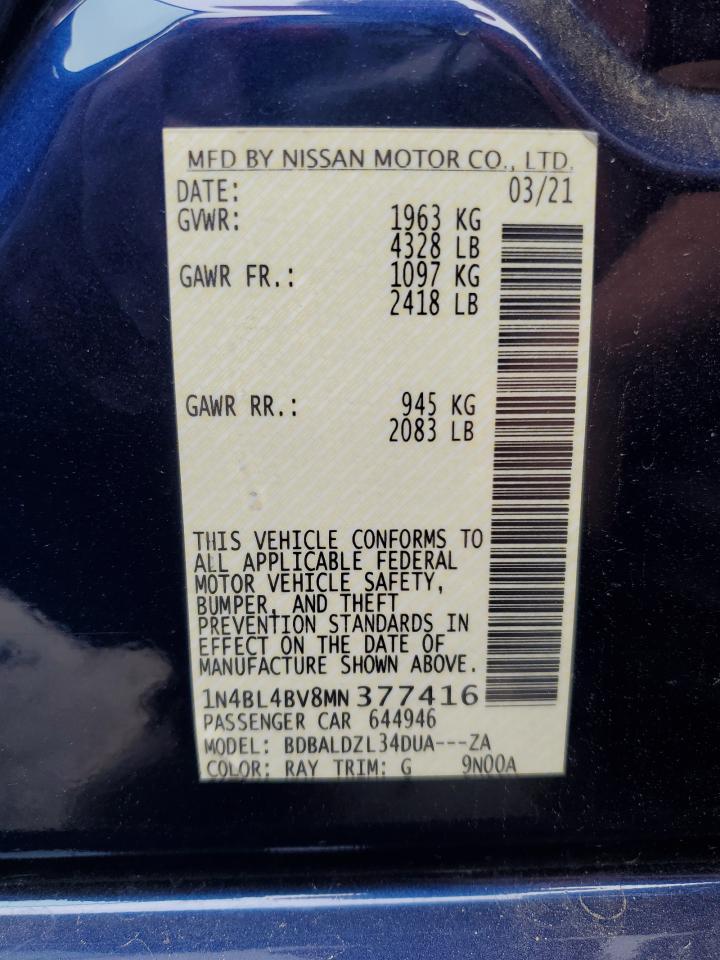 MFD BY NISSAN MOTOR CO., LTD.
DATE: 03/21
GVWR: 1963 KG
4328 LB
GAWR FR.: 1097 KG
2418 LB
GAWR RR.: 945 KG
2083 LB
THIS VEHICLE CONFORMS TO
ALL APPLICABLE FEDERAL
MOTOR VEHICLE SAFETY,
BUMPER, AND THEFT
PREVENTION STANDARDS IN
EFFECT ON THE DATE OF
MANUFACTURE SHOWN ABOVE.
1N4BL4BV8MN 377416
PASSENGER CAR 644946
MODEL: BDBALDZL34DUA---ZA
COLOR: RAY TRIM: G 9N00A